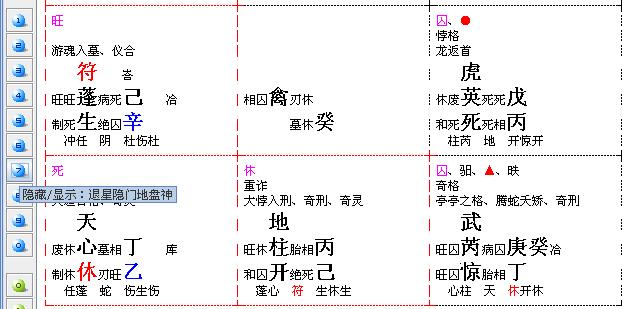 旺
游魂入墓、仪合
符 害
旺旺蓬病死己 冾
制死生绝囚辛
冲任 阴 杜伤杜
相囚禽刃休
墓休癸
囚、●
悖格
龙返首
虎
休废英死死戊
和死死相相丙
柱芮 地 开惊开
死
隐藏/显示：退星隐门地盘神
天
废休心墓相丁 库
制休休刃旺乙
任蓬 蛇 伤生伤
休
重诈
大悖入刑、奇刑、奇灵
地
旺休柱胎相丙
和囚开绝死己
蓬心 符 生休生
囚、驲、▲、昳
奇格
亭亭之格、腾蛇夭矫、奇刑
武
旺囚芮病囚庚癸冾
旺囚惊胎相丁
心柱 天 休开休